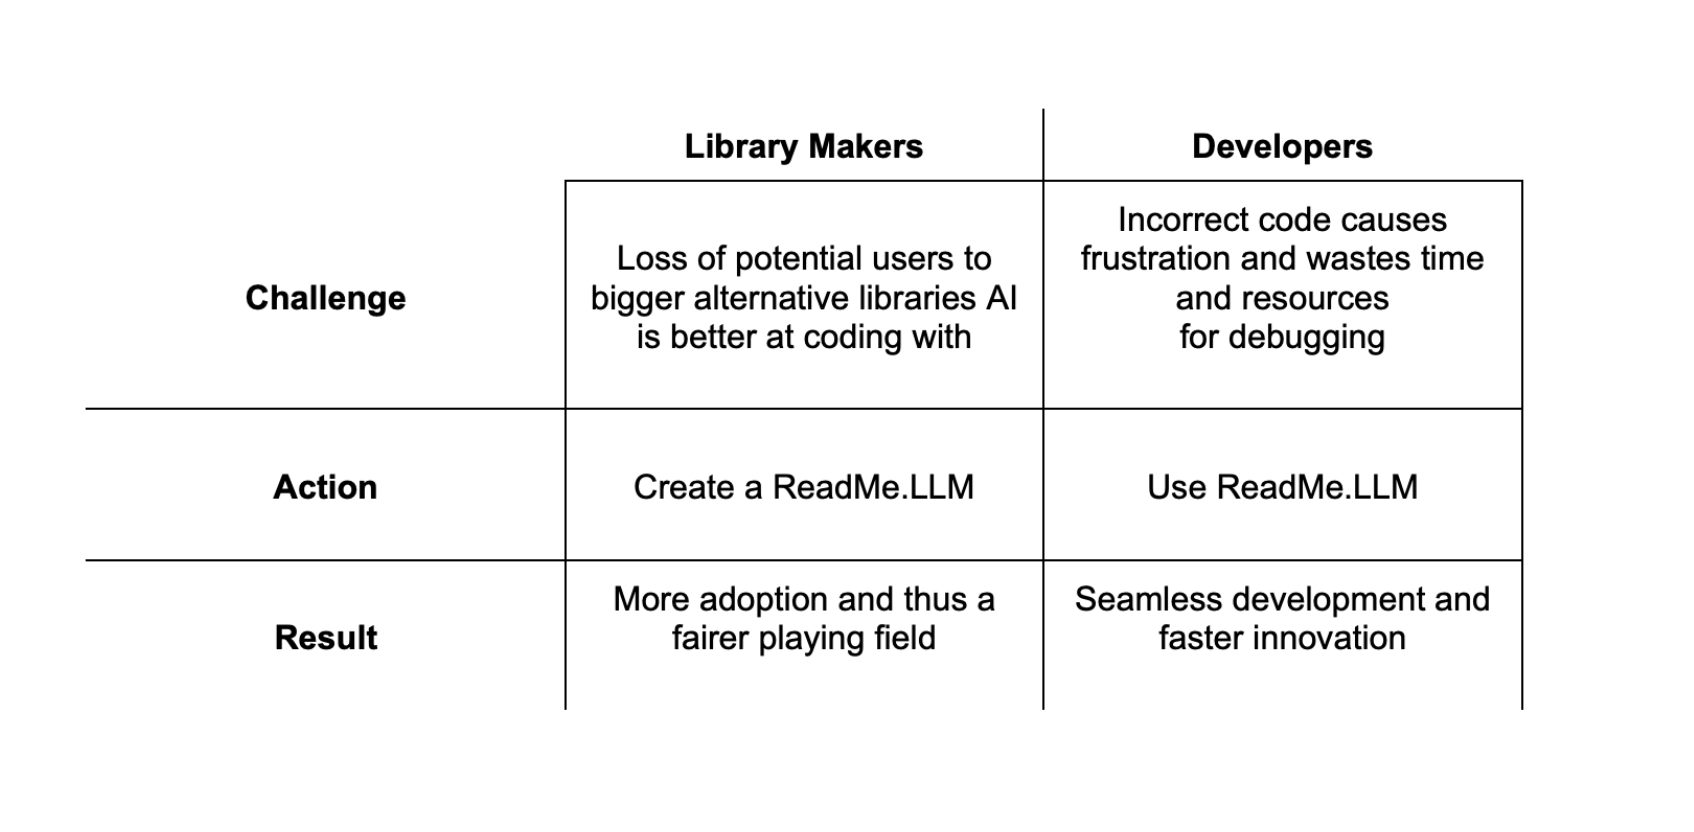 Library Makers
Developers
Challenge
Loss of potential users to
bigger alternative libraries AI
is better at coding with
Incorrect code causes
frustration and wastes time
and resources
for debugging
Action
Create a ReadMe.LLM
Use ReadMe.LLM
Result
More adoption and thus a
fairer playing field
Seamless development and
faster innovation